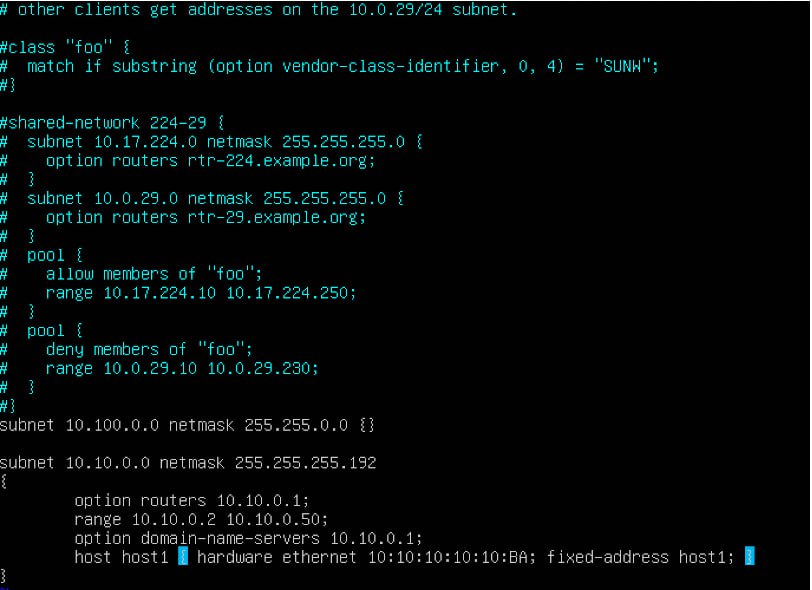 # other clients get addresses on the 10.0.29/24 subnet.
#class "foo" {
#  match if substring (option vendor-class-identifier, 0, 4) = "SUNW";
#}
#shared-network 224-29 {
#  subnet 10.17.224.0 netmask 255.255.255.0 {
#    option routers rtr-224.example.org;
#  }
#  subnet 10.0.29.0 netmask 255.255.255.0 {
#    option routers rtr-29.example.org;
#  }
#  pool {
#    allow members of "foo";
#    range 10.17.224.10 10.17.224.250;
#  }
#  pool {
#    deny members of "foo";
#    range 10.0.29.10 10.0.29.230;
#  }
#}
subnet 10.100.0.0 netmask 255.255.0.0 {}
subnet 10.10.0.0 netmask 255.255.255.192
{
        option routers 10.10.0.1;
        range 10.10.0.2 10.10.0.50;
        option domain-name-servers 10.10.0.1;
        host host1 { hardware ethernet 10:10:10:10:10:BA; fixed-address host1; }
}